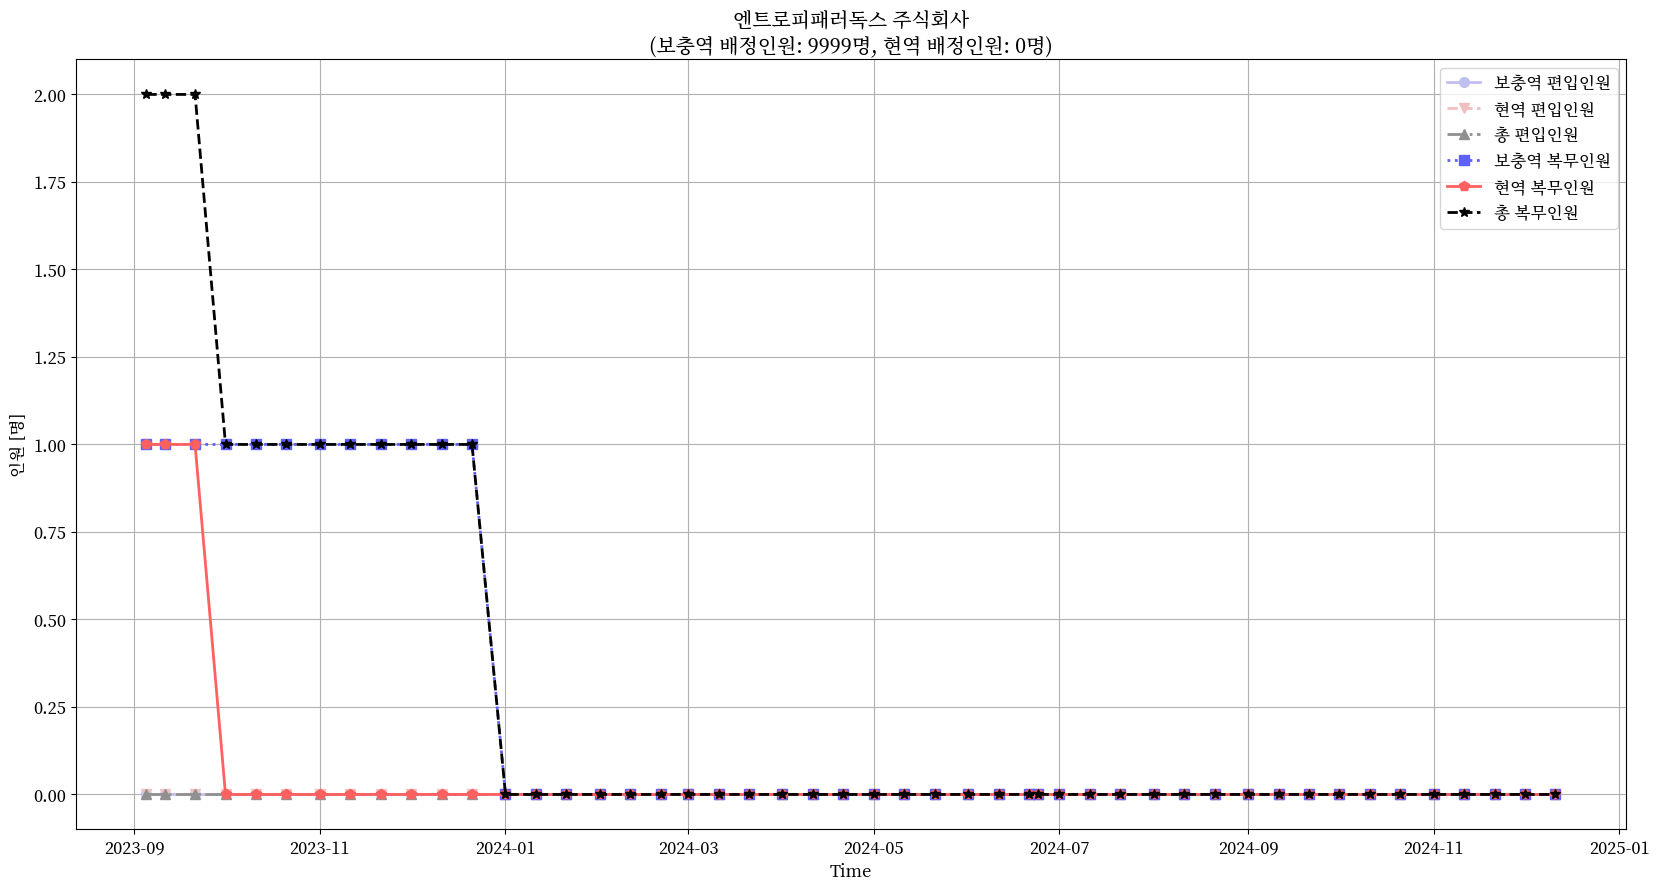 엔트로피패러독스 주식회사
(보충역 배정인원: 9999명, 현역 배정인원: 0명)
보충역 편입인원
현역 편입인원
총 편입인원
보충역 복무인원
현역 복무인원
총 복무인원
인원 [명]
2.00
1.75
1.50
1.25
1.00
0.75
0.50
0.25
0.00
2023-09
2023-11
2024-01
2024-03
2024-05
2024-07
2024-09
2024-11
2025-01
Time